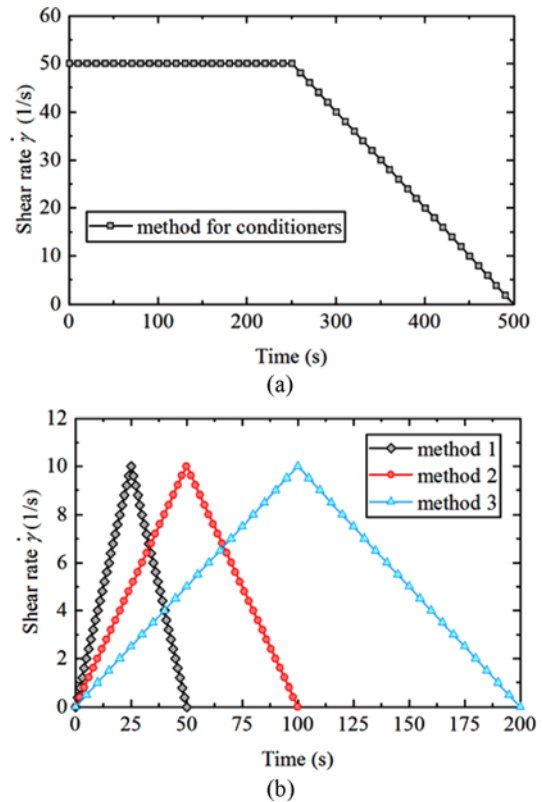 60
50
40
30
20
10
0
Shear rate γ̇ (1/s)
method for conditioners
0 100 200 300 400 500
Time (s)
(a)
12
10
8
6
4
2
0
Shear rate γ̇ (1/s)
method 1
method 2
method 3
0 25 50 75 100 125 150 175 200
Time (s)
(b)